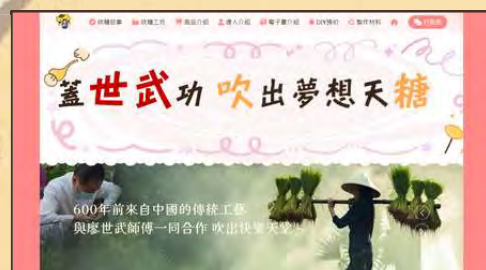 吹糖故事 吹糖工藝 商品介紹 達人介紹 電子書介紹 DIY預約 製作材料
蓋世武功 吹出夢想天糖
600年前來自中國的傳統工藝
與廖世武師傅一同合作 吹出快樂天堂